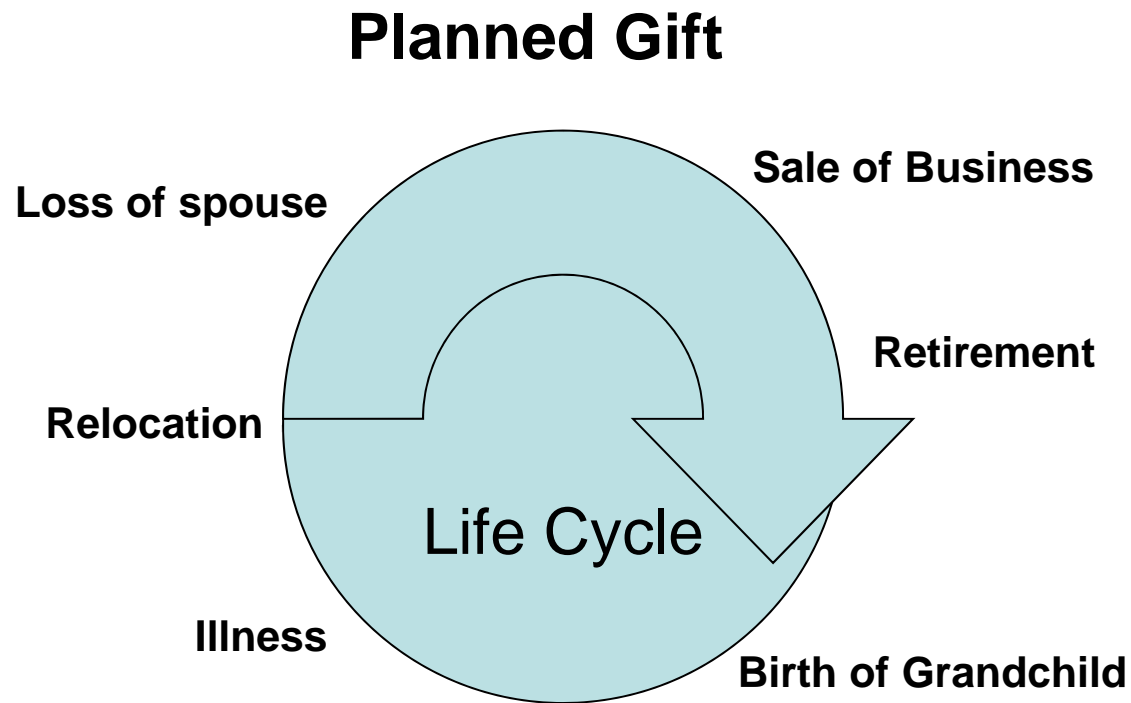 Planned Gift
Sale of Business
Loss of spouse
Retirement
Relocation
Life Cycle
Illness
Birth of Grandchild